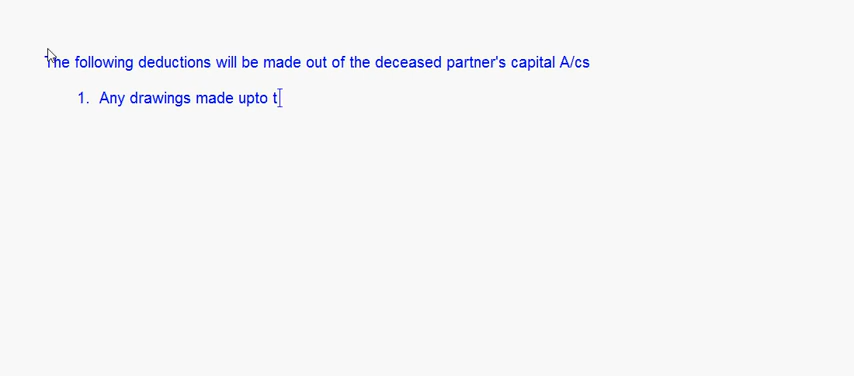 The following deductions will be made out of the deceased partner's capital A/cs
1. Any drawings made upto t